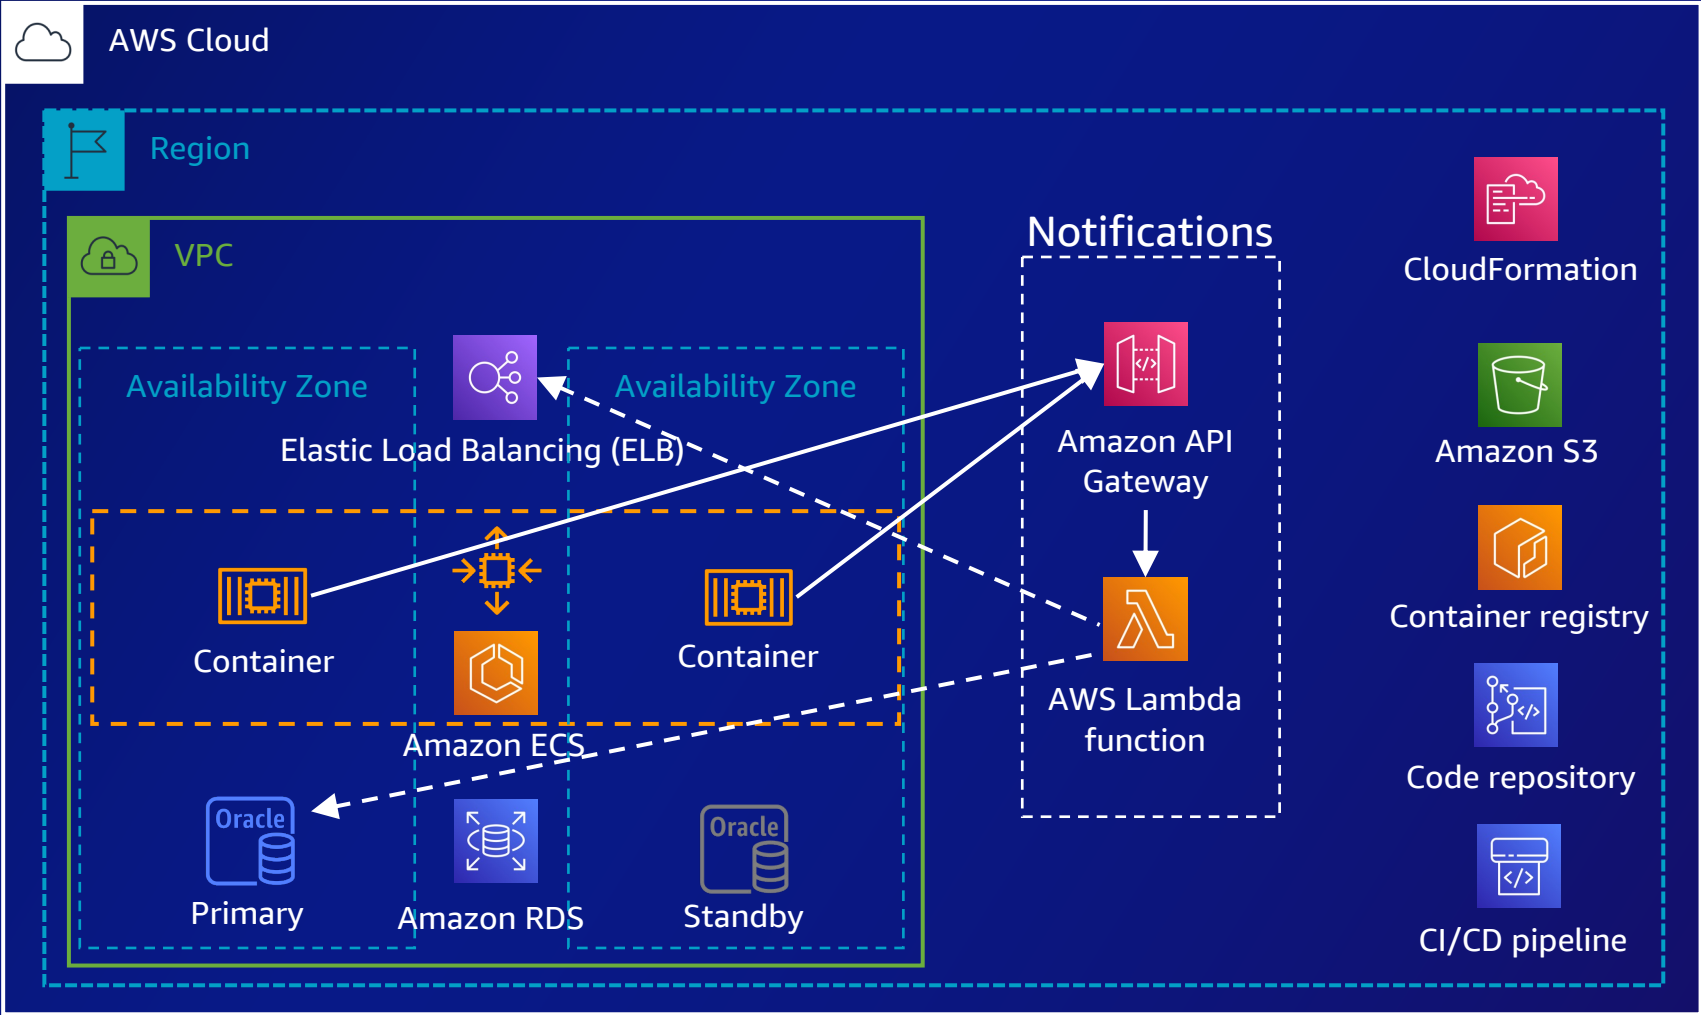 AWS Cloud
Region
VPC
Availability Zone
Availability Zone
Elastic Load Balancing (ELB)
Container
Container
Amazon ECS
Oracle
Primary
Amazon RDS
Oracle
Standby
Notifications
Amazon API
Gateway
AWS Lambda
function
CloudFormation
Amazon S3
Container registry
Code repository
CI/CD pipeline